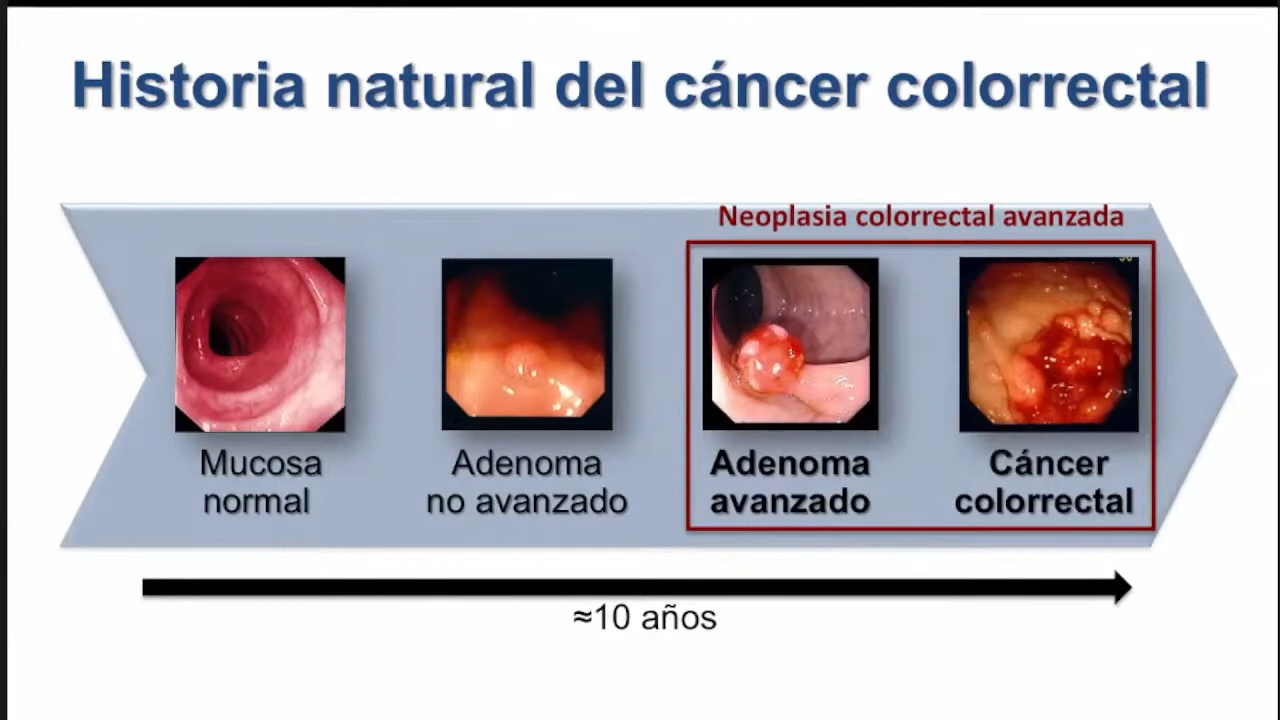 Historia natural del cáncer colorrectal
Neoplasia colorrectal avanzada
Mucosa
normal
Adenoma
no avanzado
Adenoma
avanzado
Cáncer
colorrectal
≈10 años